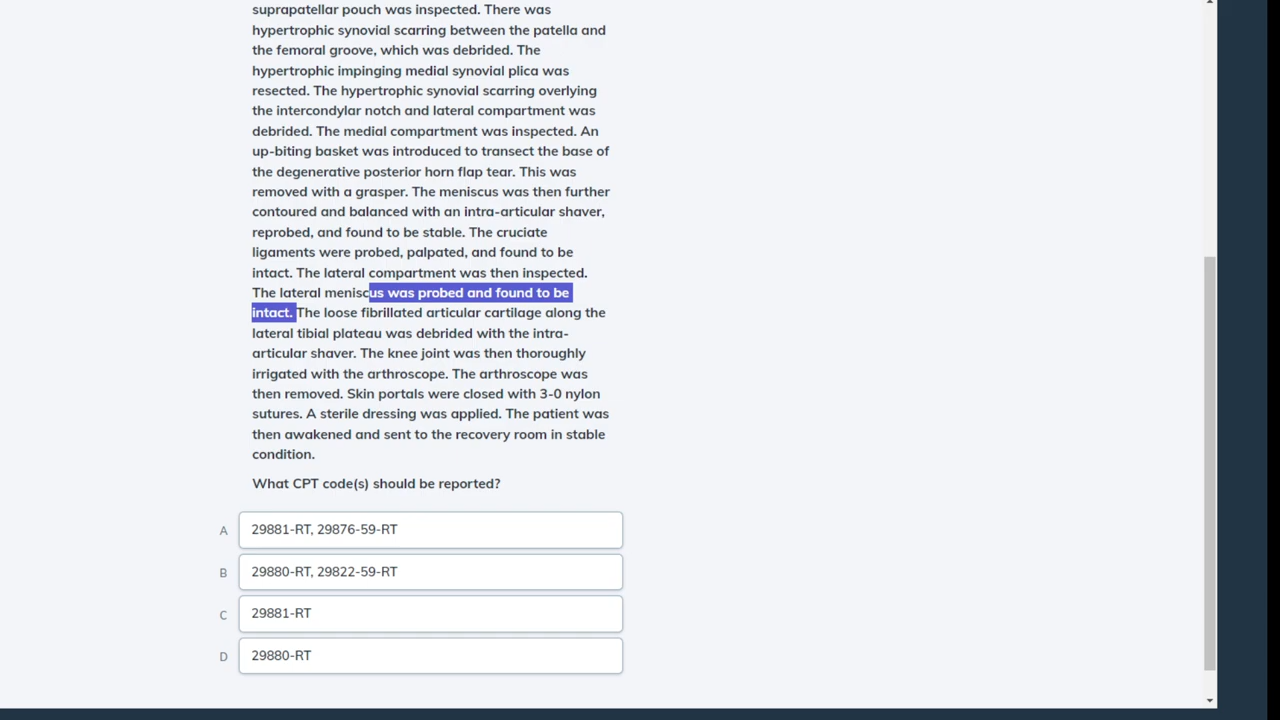 suprapatellar pouch was inspected. There was
hypertrophic synovial scarring between the patella and
the femoral groove, which was debrided. The
hypertrophic impinging medial synovial plica was
resected. The hypertrophic synovial scarring overlying
the intercondylar notch and lateral compartment was
debrided. The medial compartment was inspected. An
up-biting basket was introduced to transect the base of
the degenerative posterior horn flap tear. This was
removed with a grasper. The meniscus was then further
contoured and balanced with an intra-articular shaver,
reprobed, and found to be stable. The cruciate
ligaments were probed, palpated, and found to be
intact. The lateral compartment was then inspected.
The lateral meniscus was probed and found to be
intact. The loose fibrillated articular cartilage along the
lateral tibial plateau was debrided with the intra-
articular shaver. The knee joint was then thoroughly
irrigated with the arthroscope. The arthroscope was
then removed. Skin portals were closed with 3-0 nylon
sutures. A sterile dressing was applied. The patient was
then awakened and sent to the recovery room in stable
condition.
What CPT code(s) should be reported?
A 29881-RT, 29876-59-RT
B 29880-RT, 29822-59-RT
C 29881-RT
D 29880-RT